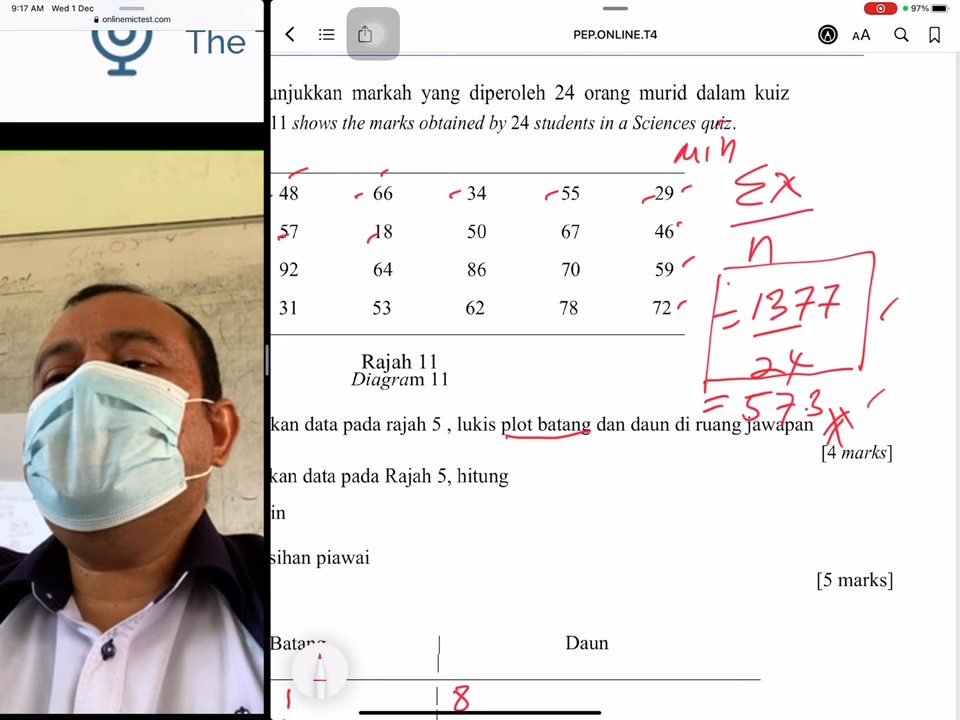 9:17 AM Wed 1 Dec
97%
onlinemictest.com
The
PEP.ONLINE.T4
AA
unjukkan markah yang diperoleh 24 orang murid dalam kuiz
11 shows the marks obtained by 24 students in a Sciences quiz.
min
48 66 34 55 29
57 18 50 67 46
92 64 86 70 59
31 53 62 78 72
Σx
n
= 1377
24
= 57.3
Rajah 11
Diagram 11
kan data pada rajah 5 , lukis plot batang dan daun di ruang jawapan
[4 marks]
kan data pada Rajah 5, hitung
in
sihan piawai
[5 marks]
Batang Daun
1 | 8